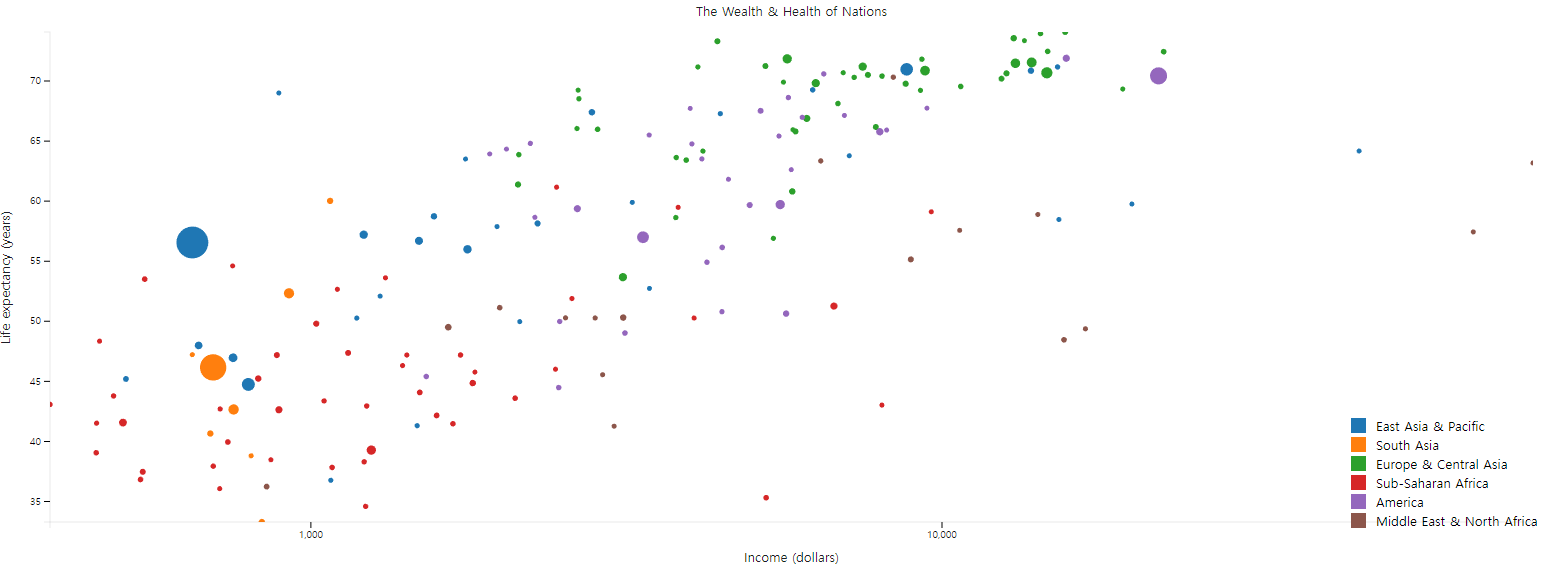 The Wealth & Health of Nations
Life expectancy (years)
70
65
60
55
50
45
40
35
1,000
10,000
Income (dollars)
East Asia & Pacific
South Asia
Europe & Central Asia
Sub-Saharan Africa
America
Middle East & North Africa